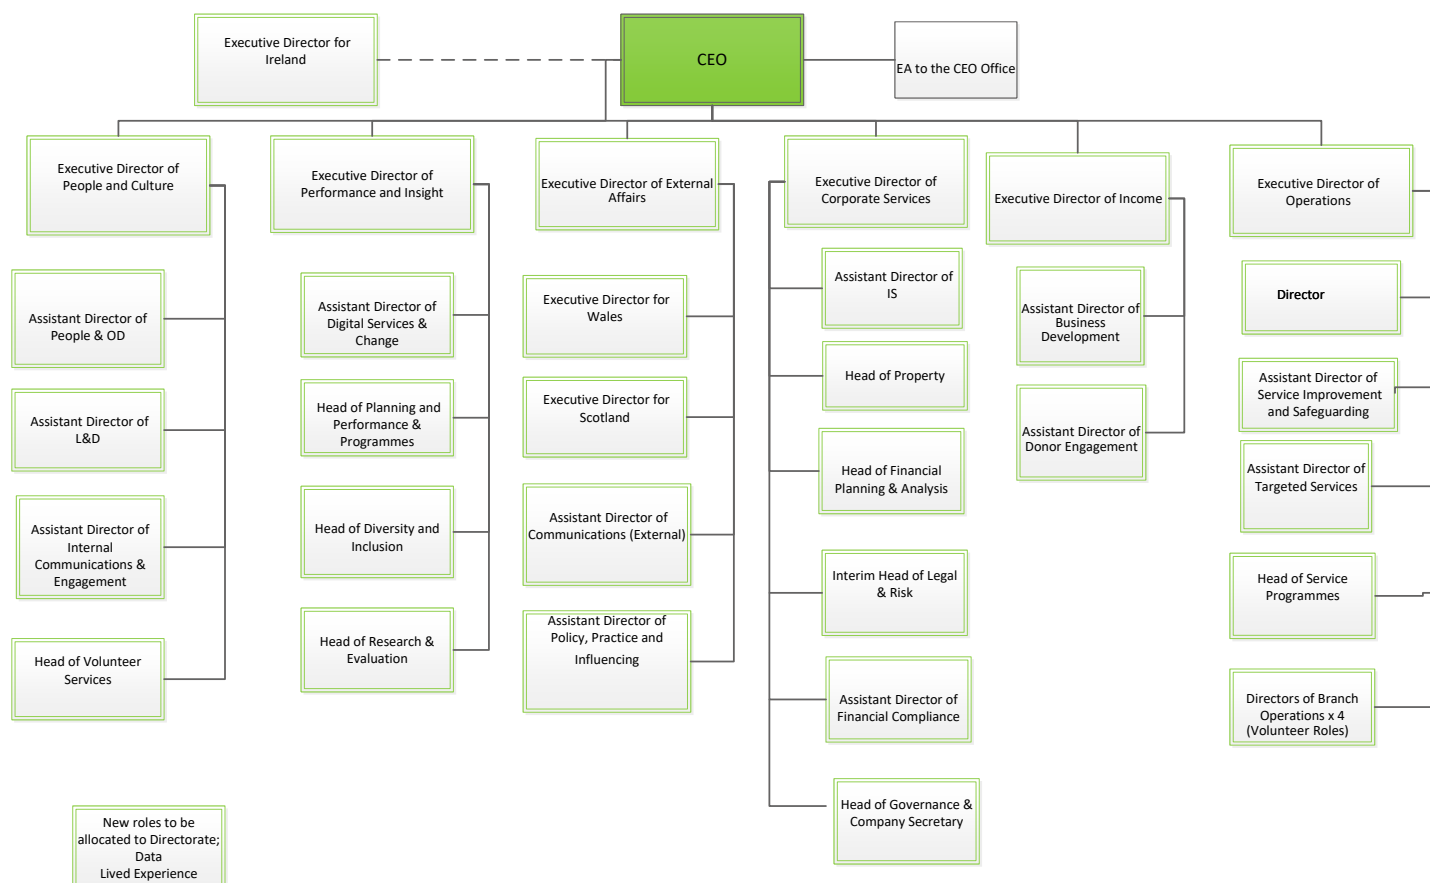 Executive Director for
Ireland
CEO
EA to the CEO Office
Executive Director of
People and Culture
Executive Director of
Performance and Insight
Executive Director of External
Affairs
Executive Director of
Corporate Services
Executive Director of Income
Executive Director of
Operations
Assistant Director of
People & OD
Assistant Director of
L&D
Assistant Director of
Internal
Communications &
Engagement
Head of Volunteer
Services
Assistant Director of
Digital Services &
Change
Head of Planning and
Performance &
Programmes
Head of Diversity and
Inclusion
Head of Research &
Evaluation
Executive Director for
Wales
Executive Director for
Scotland
Assistant Director of
Communications (External)
Assistant Director of
Policy, Practice and
Influencing
Assistant Director of
IS
Head of Property
Head of Financial
Planning & Analysis
Interim Head of Legal
& Risk
Assistant Director of
Financial Compliance
Head of Governance &
Company Secretary
Assistant Director of
Business
Development
Assistant Director of
Donor Engagement
Director
Assistant Director of
Service Improvement
and Safeguarding
Assistant Director of
Targeted Services
Head of Service
Programmes
Directors of Branch
Operations x 4
(Volunteer Roles)
New roles to be
allocated to Directorate;
Data
Lived Experience